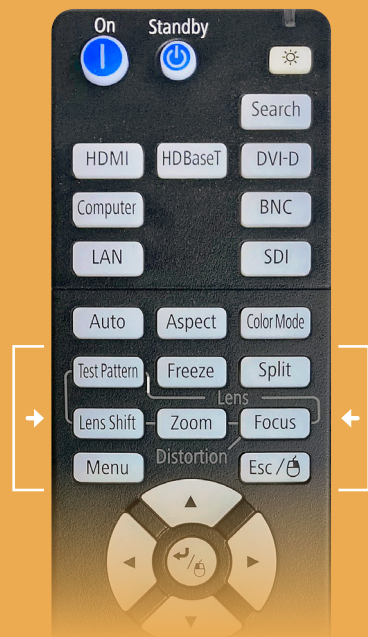 On Standby
Search
HDMI HDBaseT DVI-D
Computer BNC
LAN SDI
Auto Aspect Color Mode
Test Pattern Freeze Split
Lens
Lens Shift Zoom Focus
Distortion
Menu Esc/